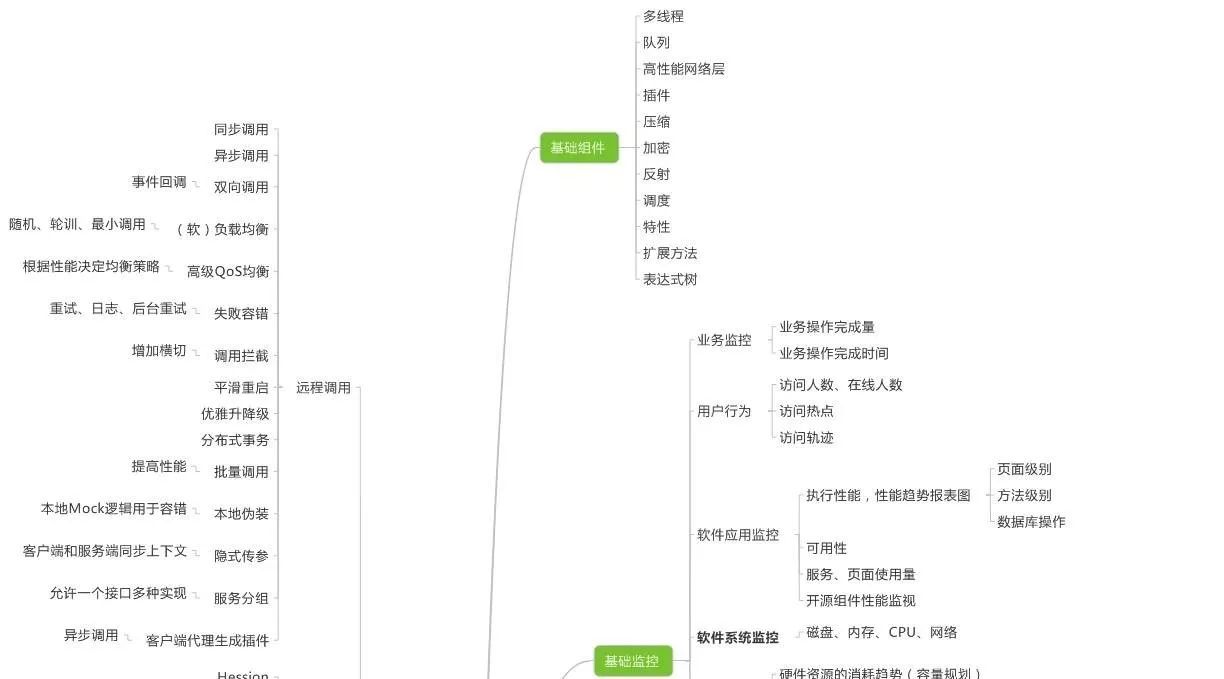 多线程
队列
高性能网络层
插件
压缩
基础组件
加密
反射
调度
特性
扩展方法
表达式树
同步调用
异步调用
事件回调
双向调用
随机、轮训、最小调用
（软）负载均衡
根据性能决定均衡策略
高级QoS均衡
重试、日志、后台重试
失败容错
增加横切
调用拦截
平滑重启
远程调用
优雅升降级
分布式事务
提高性能
批量调用
本地Mock逻辑用于容错
本地伪装
客户端和服务端同步上下文
隐式传参
允许一个接口多种实现
服务分组
异步调用
客户端代理生成插件
Hession
业务监控
业务操作完成量
业务操作完成时间
用户行为
访问人数、在线人数
访问热点
访问轨迹
软件应用监控
执行性能，性能趋势报表图
页面级别
方法级别
数据库操作
可用性
服务、页面使用量
开源组件性能监视
软件系统监控
磁盘、内存、CPU、网络
基础监控
硬件资源的消耗趋势（容量规划）